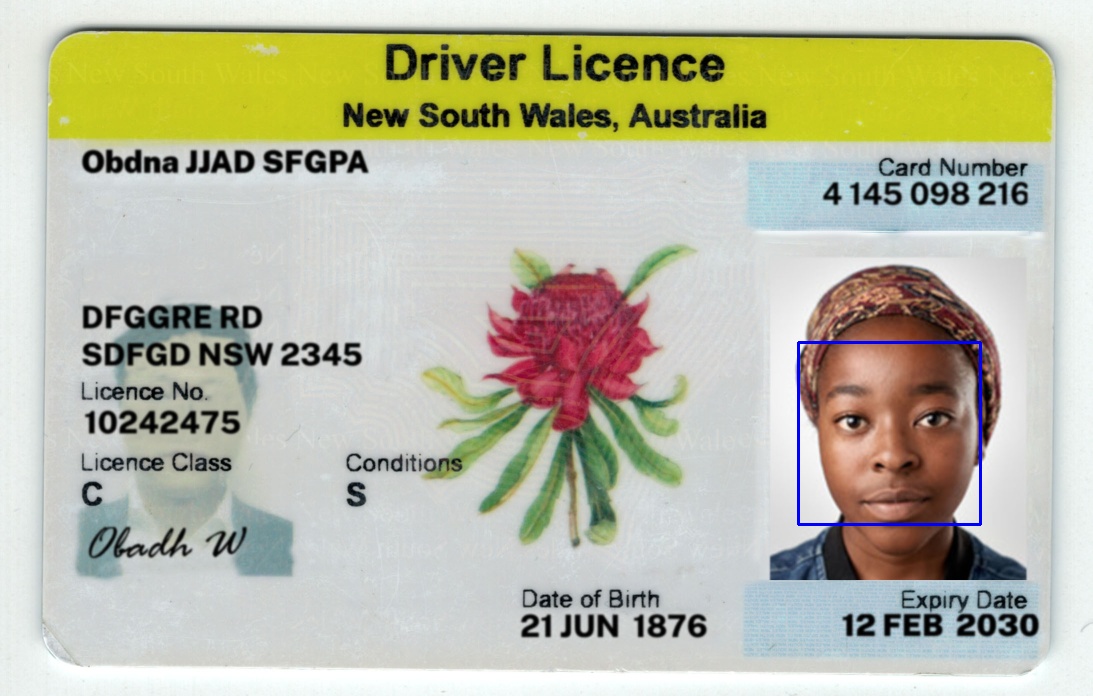 Driver Licence
New South Wales, Australia
Obdna JJAD SFGPA
Card Number
4 145 098 216
DFGGRE RD
SDFGD NSW 2345
Licence No.
10242475
Licence Class
Conditions
C
S
Obadh W
Date of Birth
21 JUN 1876
Expiry Date
12 FEB 2030